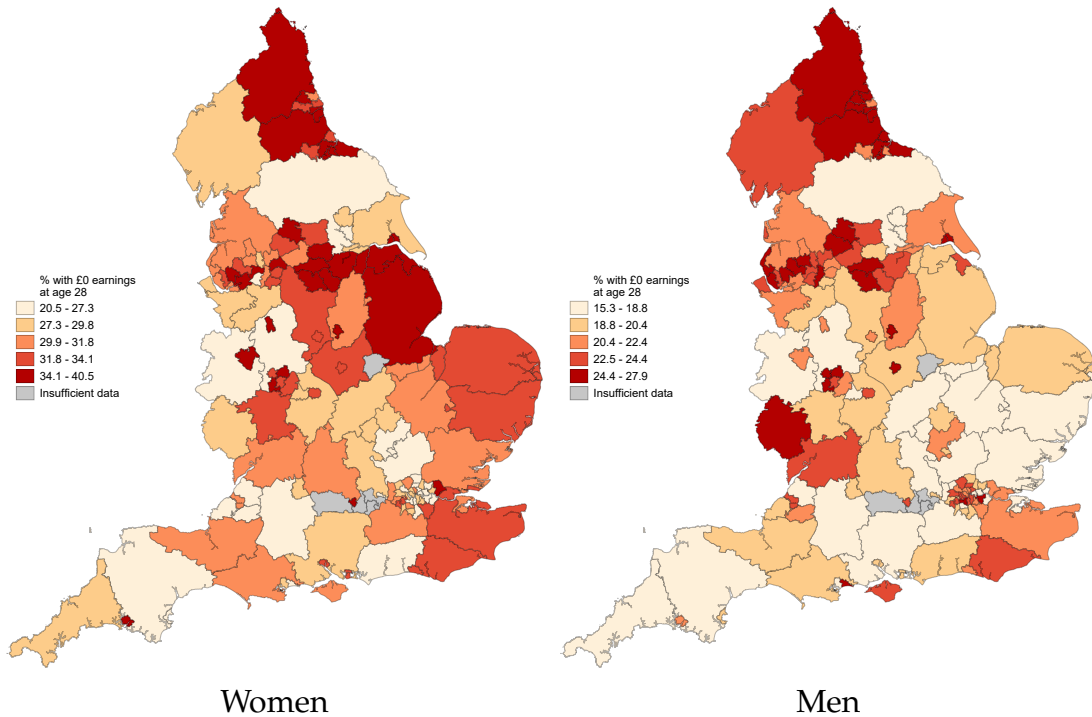 % with £0 earnings
at age 28
20.5 - 27.3
27.3 - 29.8
29.9 - 31.8
31.8 - 34.1
34.1 - 40.5
Insufficient data
Women
% with £0 earnings
at age 28
15.3 - 18.8
18.8 - 20.4
20.4 - 22.4
22.5 - 24.4
24.4 - 27.9
Insufficient data
Men